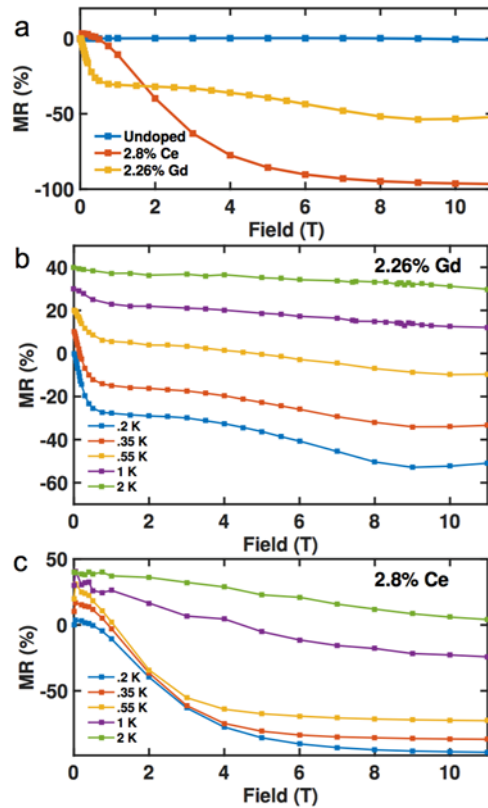 a
0
-50
-100
MR (%)
Undoped
2.8% Ce
2.26% Gd
0 2 4 6 8 10
Field (T)
b
2.26% Gd
40
20
0
-20
-40
-60
MR (%)
.2 K
.35 K
.55 K
1 K
2 K
0 2 4 6 8 10
Field (T)
c
2.8% Ce
50
0
-50
MR (%)
.2 K
.35 K
.55 K
1 K
2 K
0 2 4 6 8 10
Field (T)